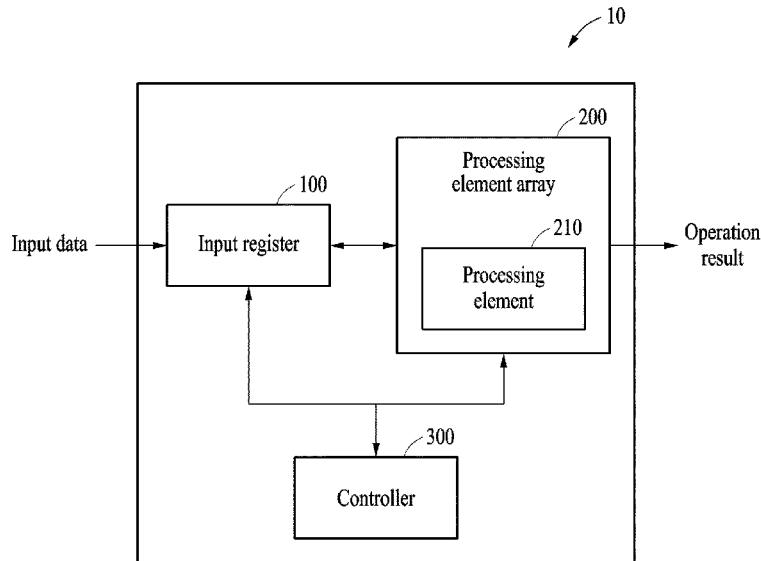 10
200
Processing
element array
100
Input data
Input register
210
Processing
element
Operation
result
300
Controller